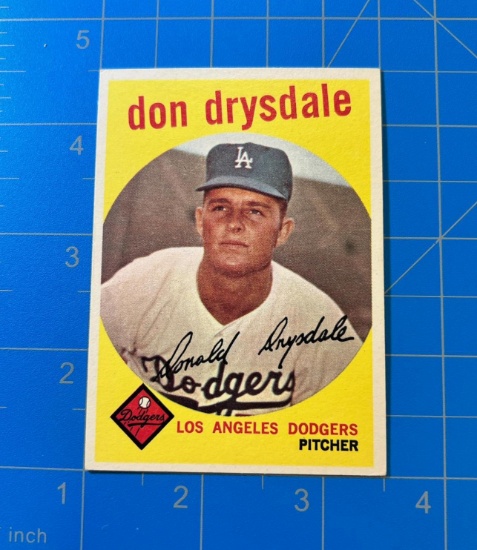 5
don drysdale
4
LA
3
Donald Drysdale
2
Dodgers
Dodgers
LOS ANGELES DODGERS
PITCHER
1
2
3
4
inch